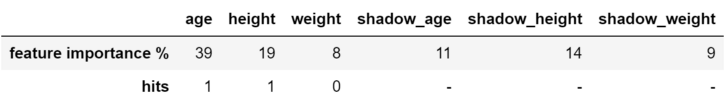 age height weight shadow_age shadow_height shadow_weight
feature importance % 39 19 8 11 14 9
hits 1 1 0 - - -